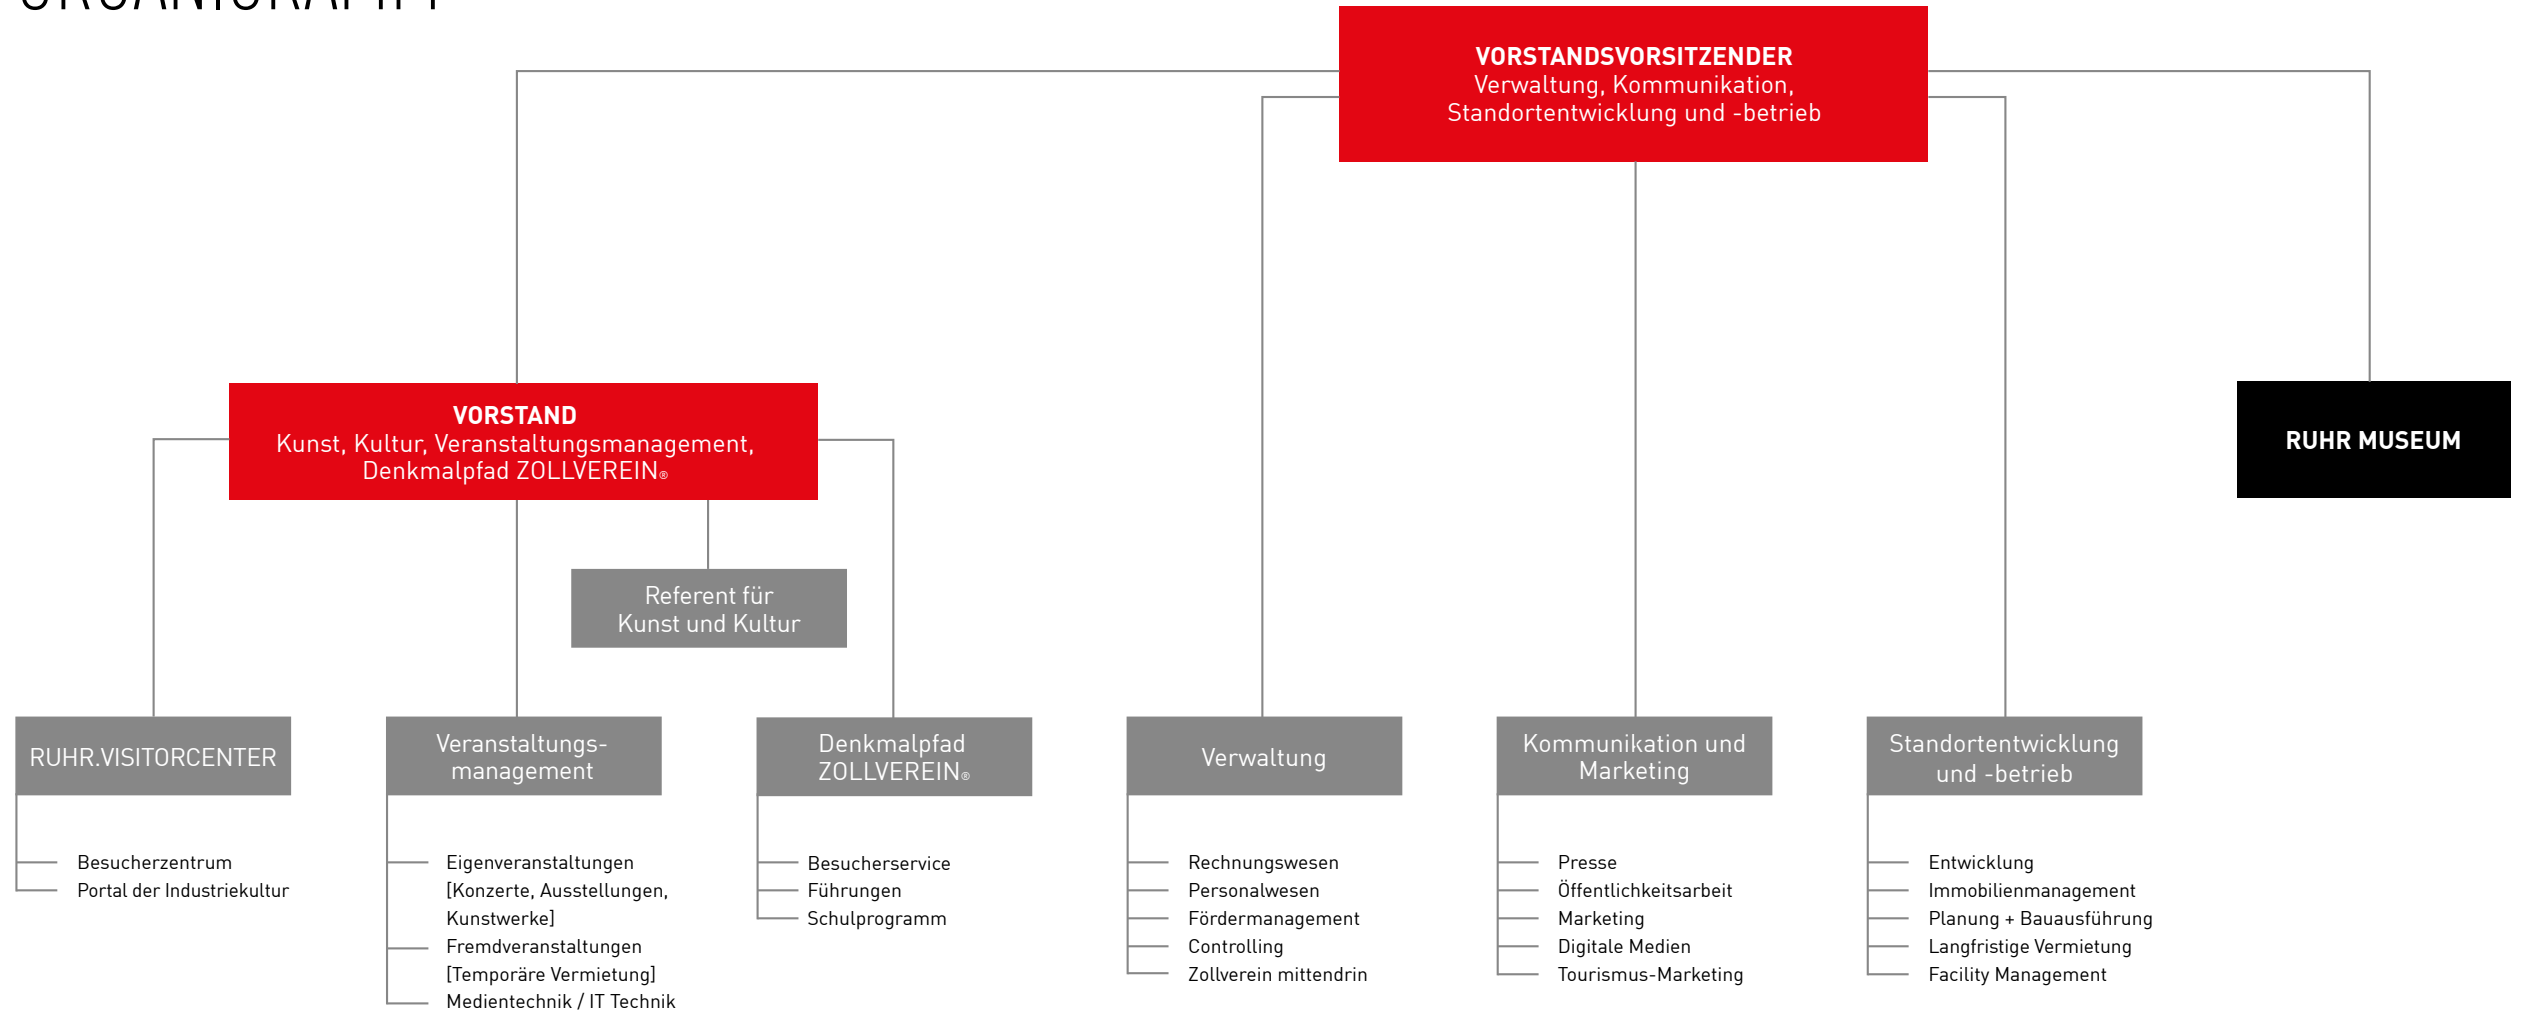 ORGANIGRAMM
VORSTANDSVORSITZENDER
Verwaltung, Kommunikation,
Standortentwicklung und -betrieb
VORSTAND
Kunst, Kultur, Veranstaltungsmanagement,
Denkmalpfad ZOLLVEREIN®
RUHR MUSEUM
Referent für
Kunst und Kultur
RUHR.VISITORCENTER
Besucherzentrum
Portal der Industriekultur
Veranstaltungs-
management
Eigenveranstaltungen
[Konzerte, Ausstellungen,
Kunstwerke]
Fremdveranstaltungen
[Temporäre Vermietung]
Medientechnik / IT Technik
Denkmalpfad
ZOLLVEREIN®
Besucherservice
Führungen
Schulprogramm
Verwaltung
Rechnungswesen
Personalwesen
Fördermanagement
Controlling
Zollverein mittendrin
Kommunikation und
Marketing
Presse
Öffentlichkeitsarbeit
Marketing
Digitale Medien
Tourismus-Marketing
Standortentwicklung
und -betrieb
Entwicklung
Immobilienmanagement
Planung + Bauausführung
Langfristige Vermietung
Facility Management